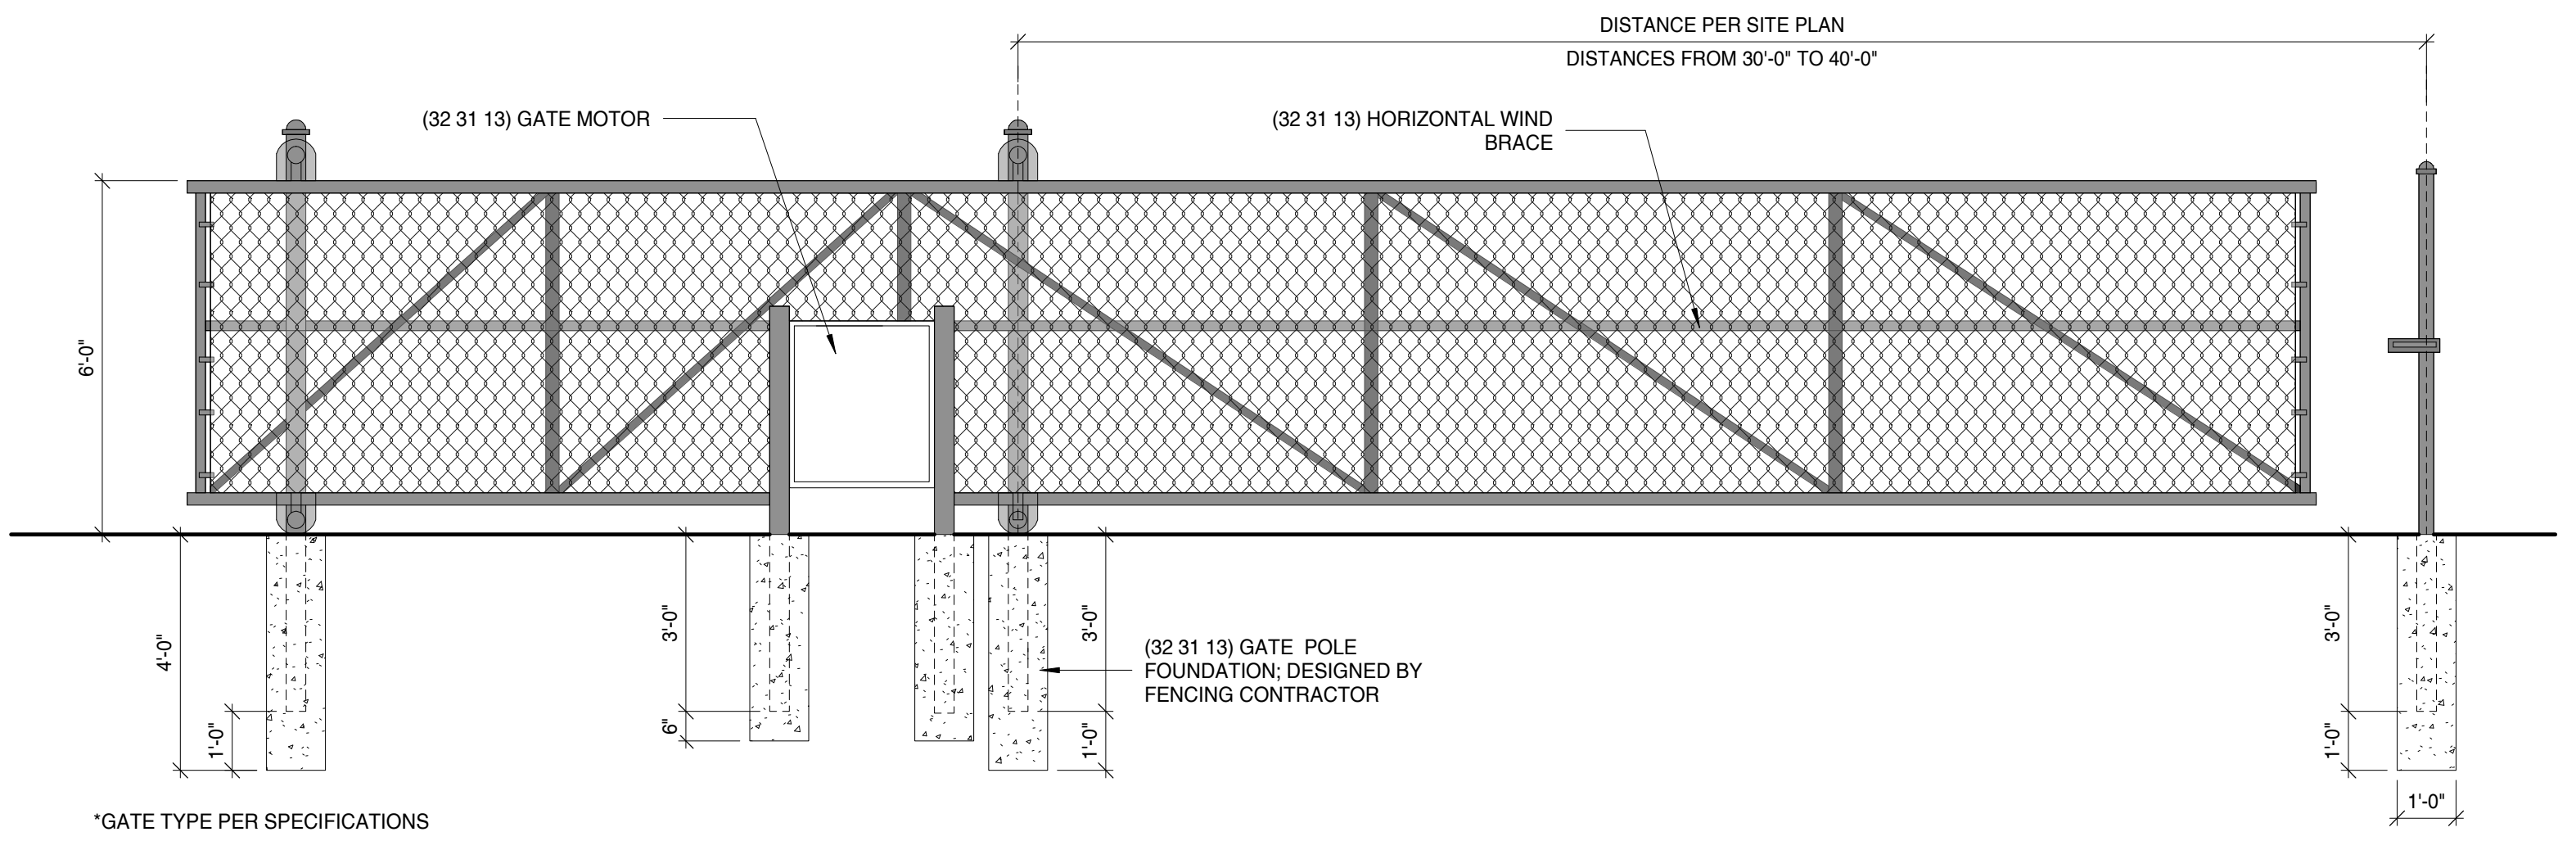 DISTANCE PER SITE PLAN
DISTANCES FROM 30'-0" TO 40'-0"
(32 31 13) GATE MOTOR
(32 31 13) HORIZONTAL WIND
BRACE
6'-0"
4'-0"
1'-0"
3'-0"
6"
3'-0"
1'-0"
(32 31 13) GATE POLE
FOUNDATION; DESIGNED BY
FENCING CONTRACTOR
3'-0"
1'-0"
1'-0"
*GATE TYPE PER SPECIFICATIONS